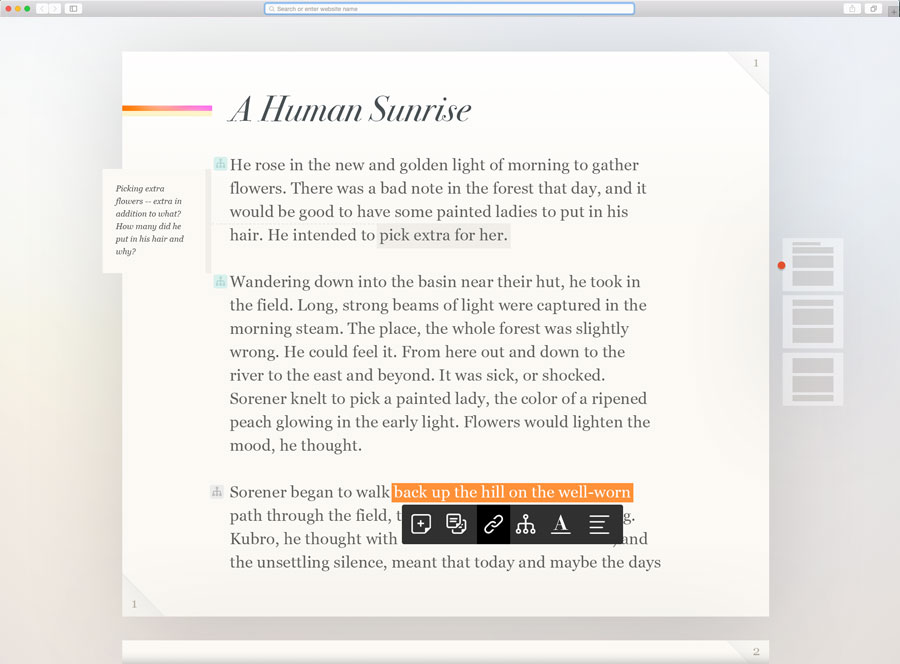 Search or enter website name
1
A Human Sunrise
He rose in the new and golden light of morning to gather
flowers. There was a bad note in the forest that day, and it
would be good to have some painted ladies to put in his
hair. He intended to pick extra for her.
Picking extra
flowers -- extra in
addition to what?
How many did he
put in his hair and
why?
Wandering down into the basin near their hut, he took in
the field. Long, strong beams of light were captured in the
morning steam. The place, the whole forest was slightly
wrong. He could feel it. From here out and down to the
river to the east and beyond. It was sick, or shocked.
Sorener knelt to pick a painted lady, the color of a ripened
peach glowing in the early light. Flowers would lighten the
mood, he thought.
Sorener began to walk back up the hill on the well-worn
path through the field, t g.
A
Kubro, he thought with , and
the unsettling silence, meant that today and maybe the days
1
2